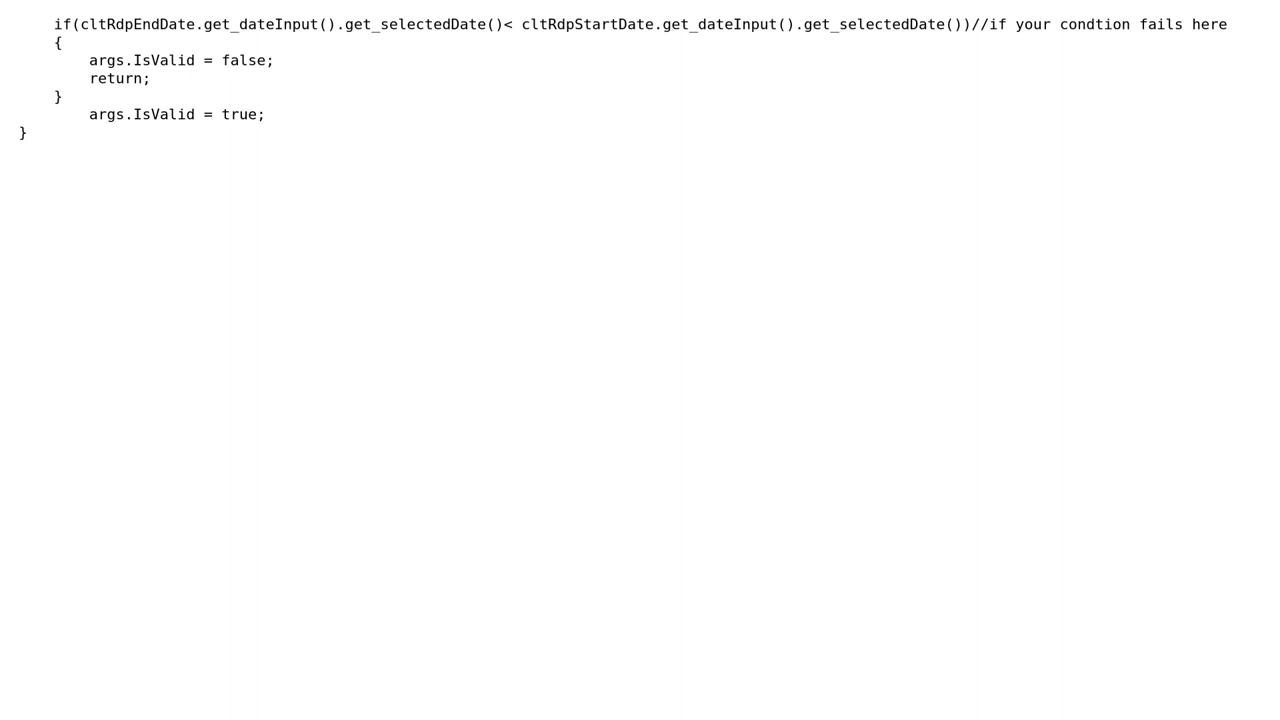 if(cltRdpEndDate.get_dateInput().get_selectedDate()< cltRdpStartDate.get_dateInput().get_selectedDate())//if your condtion fails here
    {
        args.IsValid = false;
        return;
    }
        args.IsValid = true;
}